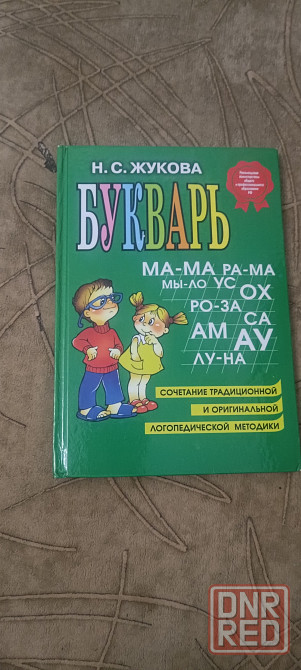 Н. С. ЖУКОВА
БУКВАРЬ
МА-МА РА-МА
МЫ-ЛО УС ОХ
РО-ЗА СА
АМ АУ
ЛУ-НА
СОЧЕТАНИЕ ТРАДИЦИОННОЙ
И ОРИГИНАЛЬНОЙ
ЛОГОПЕДИЧЕСКОЙ МЕТОДИКИ
DNR
RED